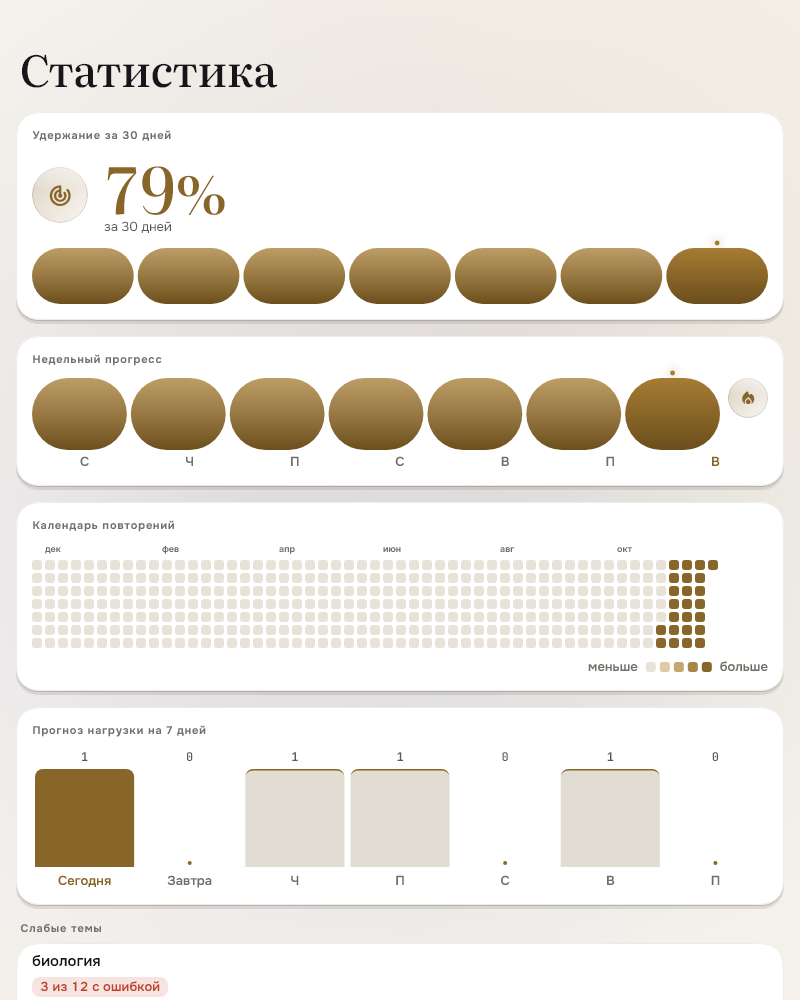 Статистика
Удержание за 30 дней
79%
за 30 дней
Недельный прогресс
С Ч П С В П В
Календарь повторений
дек фев апр июн авг окт
меньше больше
Прогноз нагрузки на 7 дней
1 0 1 1 0 1 0
Сегодня Завтра Ч П С В П
Слабые темы
биология
3 из 12 с ошибкой